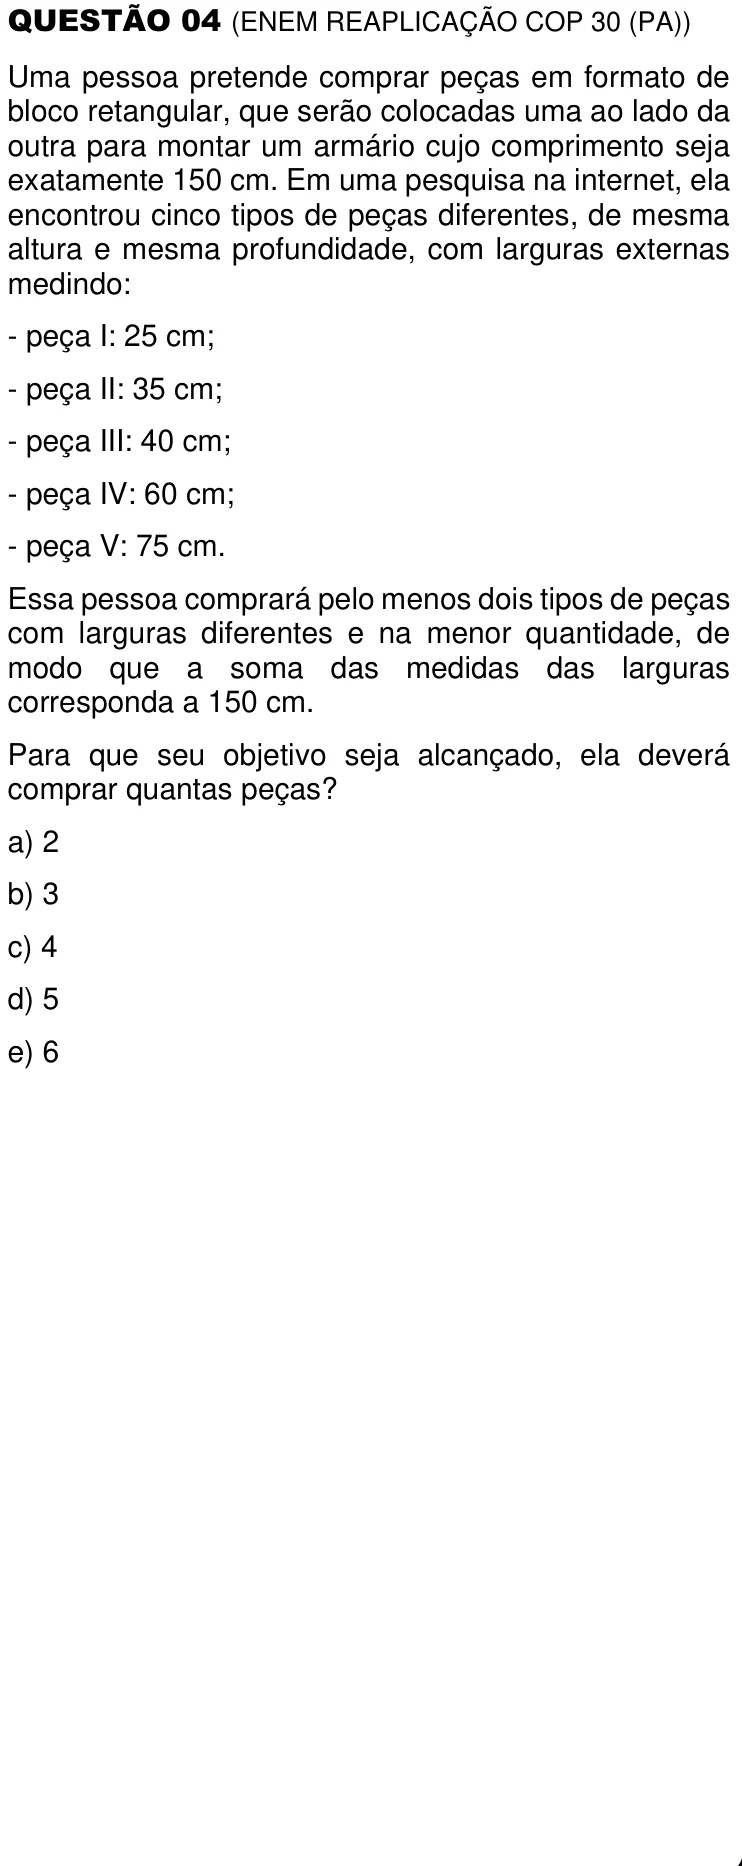 QUESTÃO 04 (ENEM REAPLICAÇÃO COP 30 (PA))
Uma pessoa pretende comprar peças em formato de
bloco retangular, que serão colocadas uma ao lado da
outra para montar um armário cujo comprimento seja
exatamente 150 cm. Em uma pesquisa na internet, ela
encontrou cinco tipos de peças diferentes, de mesma
altura e mesma profundidade, com larguras externas
medindo:
- peça I: 25 cm;
- peça II: 35 cm;
- peça III: 40 cm;
- peça IV: 60 cm;
- peça V: 75 cm.
Essa pessoa comprará pelo menos dois tipos de peças
com larguras diferentes e na menor quantidade, de
modo que a soma das medidas das larguras
corresponda a 150 cm.
Para que seu objetivo seja alcançado, ela deverá
comprar quantas peças?
a) 2
b) 3
c) 4
d) 5
e) 6